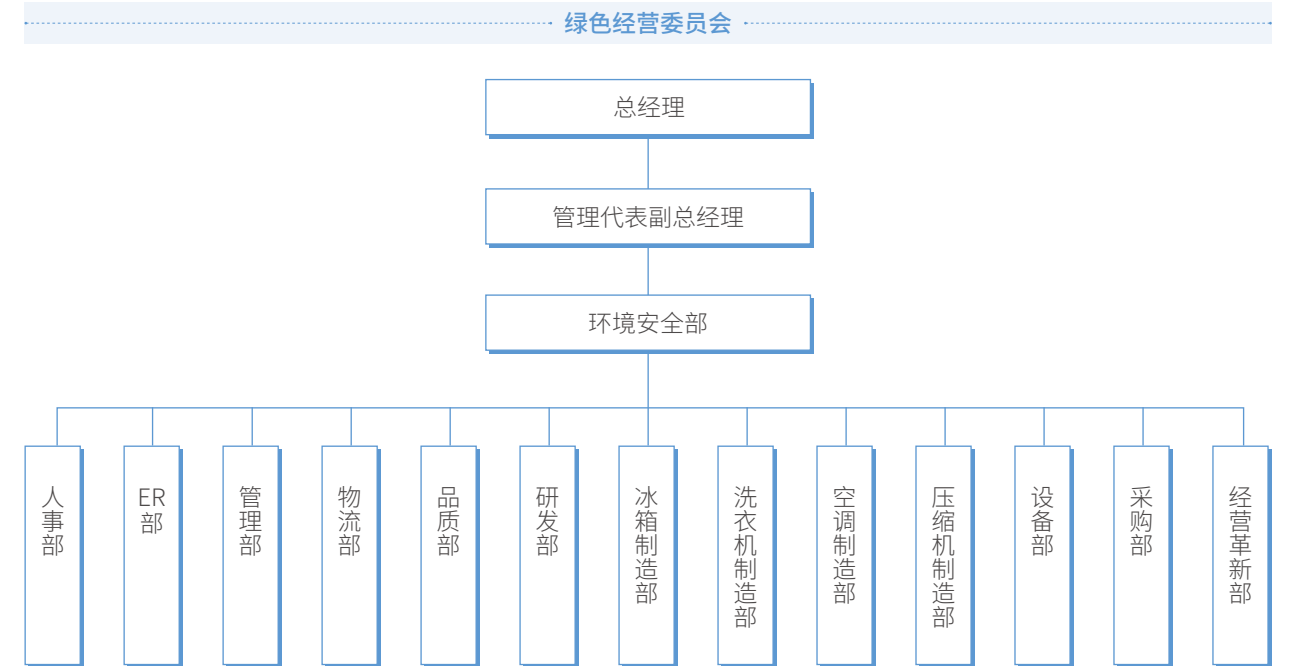 绿色经营委员会
总经理
管理代表副总经理
环境安全部
人事部
ER部
管理部
物流部
品质部
研发部
冰箱制造部
洗衣机制造部
空调制造部
压缩机制造部
设备部
采购部
经营革新部